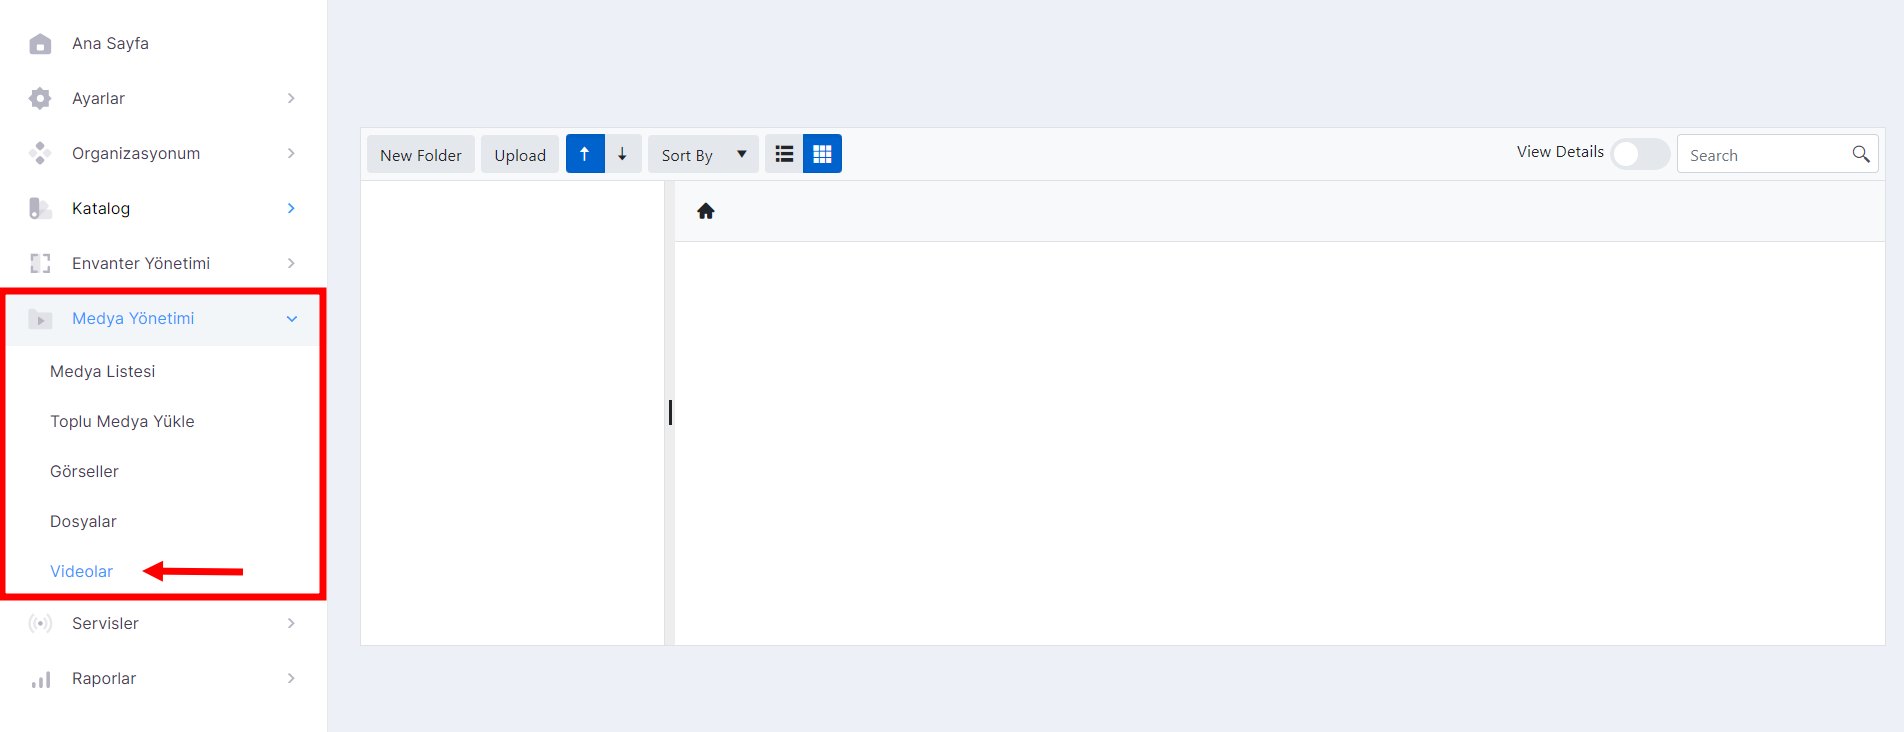 Ana Sayfa
Ayarlar
Organizasyonum
Katalog
Envanter Yönetimi
Medya Yönetimi
Medya Listesi
Toplu Medya Yükle
Görseller
Dosyalar
Videolar
Servisler
Raporlar
New Folder Upload Sort By View Details Search